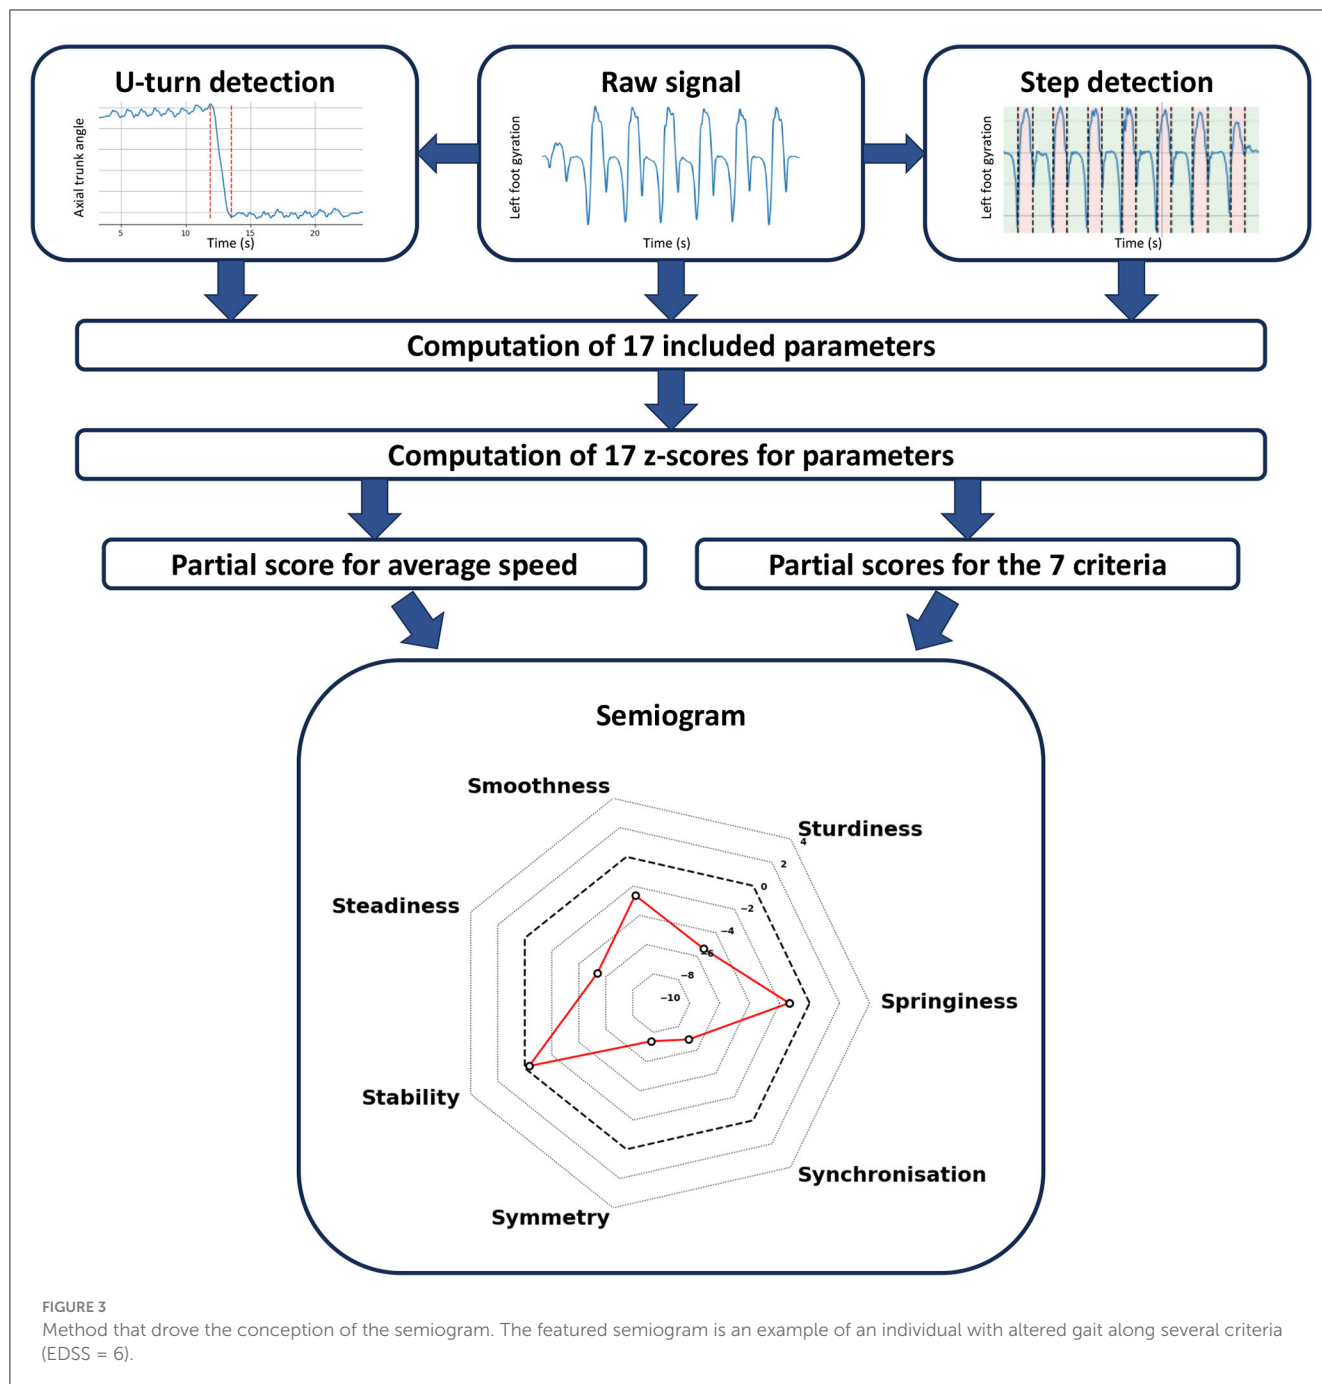 U-turn detection
Axial trunk angle
5
10
15
20
Time (s)
Raw signal
Left foot gyration
Time (s)
Step detection
Left foot gyration
Time (s)
Computation of 17 included parameters
Computation of 17 z-scores for parameters
Partial score for average speed
Partial scores for the 7 criteria
Semiogram
Smoothness
Sturdiness
4
2
0
Steadiness
−2
−4
−6
−8
−10
Springiness
Stability
Synchronisation
Symmetry
FIGURE 3
Method that drove the conception of the semiogram. The featured semiogram is an example of an individual with altered gait along several criteria
(EDSS = 6).